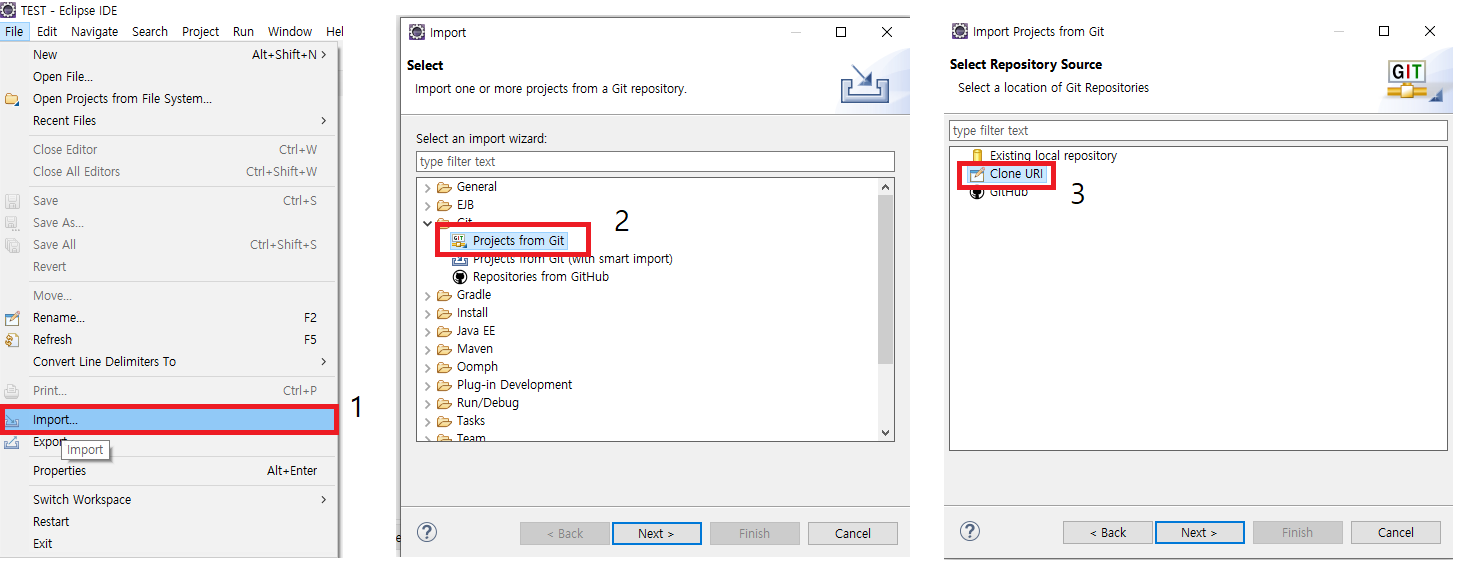 TEST - Eclipse IDE
File Edit Navigate Search Project Run Window Hel
New Alt+Shift+N >
Open File...
Open Projects from File System...
Recent Files >
Close Editor Ctrl+W
Close All Editors Ctrl+Shift+W
Save Ctrl+S
Save As...
Save All Ctrl+Shift+S
Revert
Move...
Rename... F2
Refresh F5
Convert Line Delimiters To >
Print... Ctrl+P
Import...
1
Export
Import
Properties Alt+Enter
Switch Workspace >
Restart
Exit
Import
Select
Import one or more projects from a Git repository.
Select an import wizard:
type filter text
General
EJB
Git
Projects from Git
2
Projects from Git (with smart import)
Repositories from GitHub
Gradle
Install
Java EE
Maven
Oomph
Plug-in Development
Run/Debug
Tasks
Team
? < Back Next > Finish Cancel
Import Projects from Git
Select Repository Source
Select a location of Git Repositories
GIT
type filter text
Existing local repository
Clone URI
3
GitHub
? < Back Next > Finish Cancel